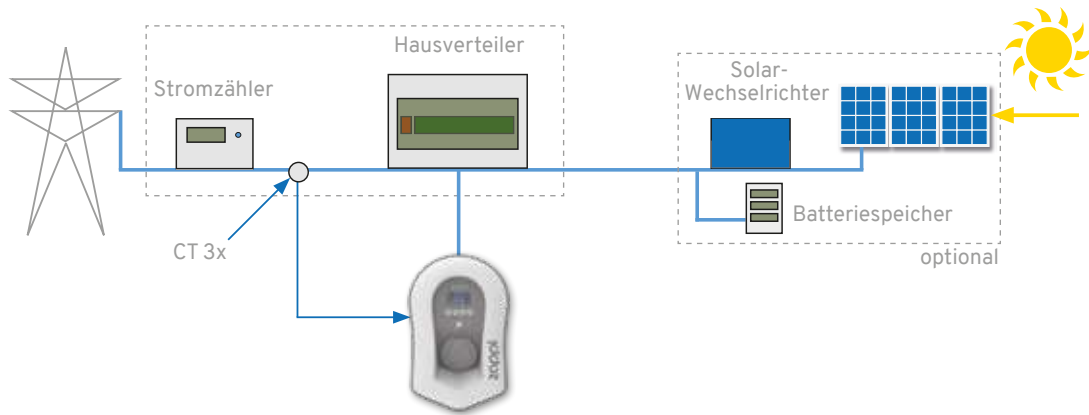 Hausverteiler
Stromzähler
Solar-
Wechselrichter
Batteriespeicher
CT 3x
optional
zappi